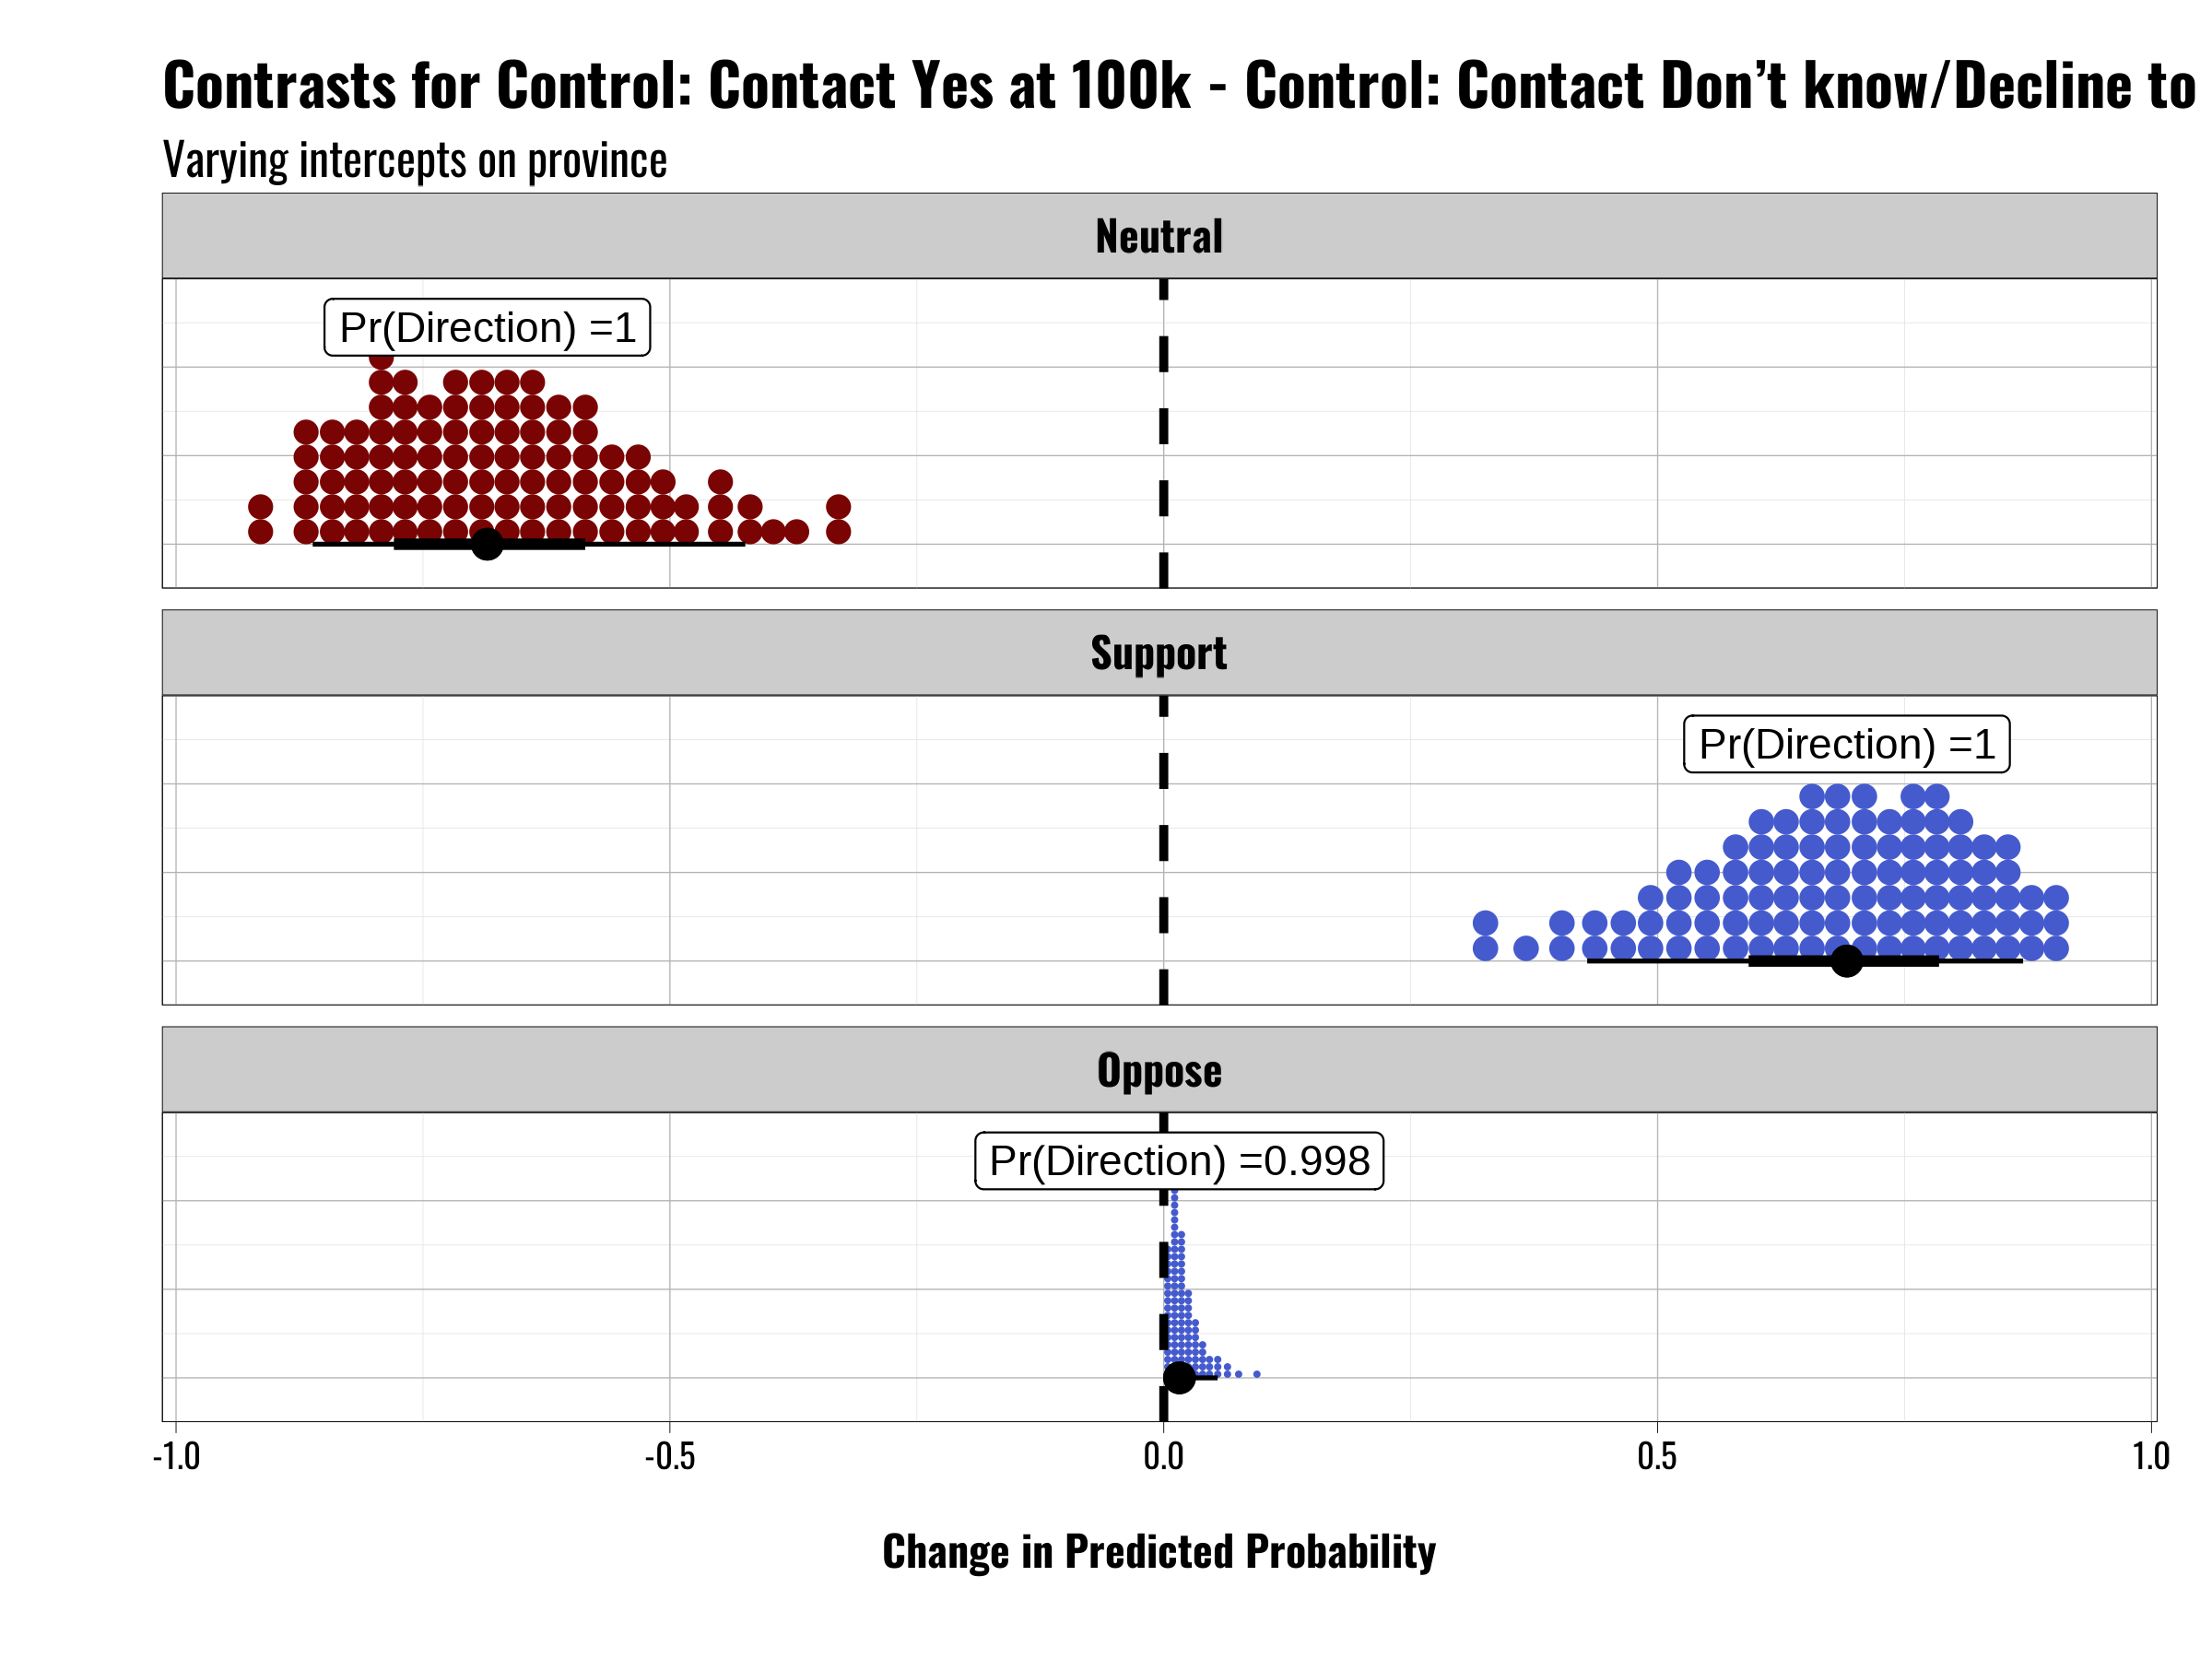 Contrasts for Control: Contact Yes at 100k - Control: Contact Don’t know/Decline to
Varying intercepts on province
Neutral
Pr(Direction) =1
Support
Pr(Direction) =1
Oppose
Pr(Direction) =0.998
-1.0 -0.5 0.0 0.5 1.0
Change in Predicted Probability